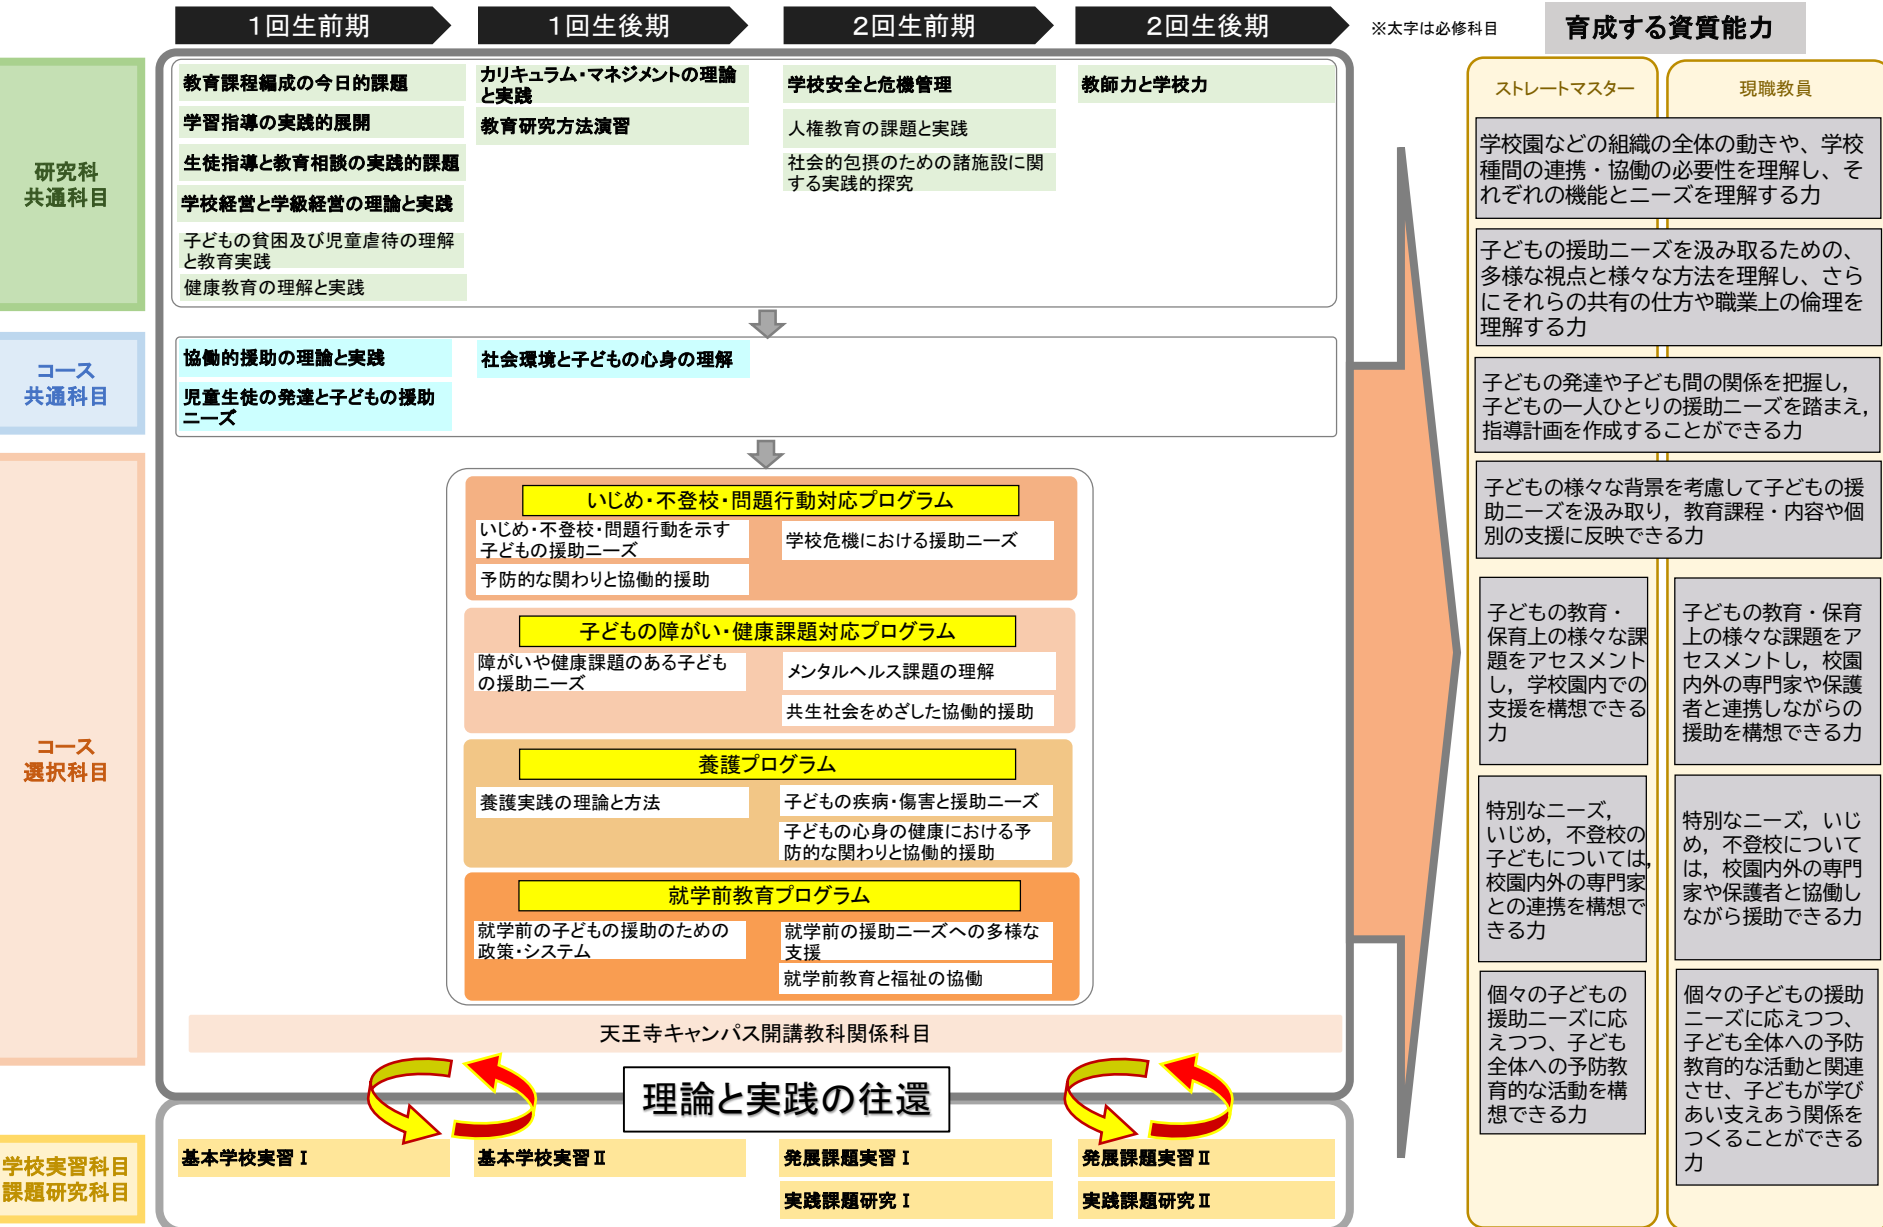 1回生前期
1回生後期
2回生前期
2回生後期
※太字は必修科目
育成する資質能力
研究科
共通科目
教育課程編成の今日的課題
学習指導の実践的展開
生徒指導と教育相談の実践的課題
学校経営と学級経営の理論と実践
子どもの貧困及び児童虐待の理解
と教育実践
健康教育の理解と実践
カリキュラム・マネジメントの理論
と実践
教育研究方法演習
学校安全と危機管理
人権教育の課題と実践
社会的包摂のための諸施設に関
する実践的探究
教師力と学校力
コース
共通科目
協働的援助の理論と実践
児童生徒の発達と子どもの援助
ニーズ
社会環境と子どもの心身の理解
コース
選択科目
いじめ・不登校・問題行動対応プログラム
いじめ・不登校・問題行動を示す
子どもの援助ニーズ
予防的な関わりと協働的援助
学校危機における援助ニーズ
子どもの障がい・健康課題対応プログラム
障がいや健康課題のある子ども
の援助ニーズ
メンタルヘルス課題の理解
共生社会をめざした協働的援助
養護プログラム
養護実践の理論と方法
子どもの疾病・傷害と援助ニーズ
子どもの心身の健康における予
防的な関わりと協働的援助
就学前教育プログラム
就学前の子どもの援助のための
政策・システム
就学前の援助ニーズへの多様な
支援
就学前教育と福祉の協働
天王寺キャンパス開講教科関係科目
理論と実践の往還
学校実習科目
課題研究科目
基本学校実習Ⅰ
基本学校実習Ⅱ
発展課題実習Ⅰ
実践課題研究Ⅰ
発展課題実習Ⅱ
実践課題研究Ⅱ
ストレートマスター
現職教員
学校園などの組織の全体の動きや、学校
種間の連携・協働の必要性を理解し、そ
れぞれの機能とニーズを理解する力
子どもの援助ニーズを汲み取るための、
多様な視点と様々な方法を理解し、さら
にそれらの共有の仕方や職業上の倫理を
理解する力
子どもの発達や子ども間の関係を把握し，
子どもの一人ひとりの援助ニーズを踏まえ，
指導計画を作成することができる力
子どもの様々な背景を考慮して子どもの援
助ニーズを汲み取り，教育課程・内容や個
別の支援に反映できる力
子どもの教育・
保育上の様々な課
題をアセスメント
し，学校園内での
支援を構想できる
力
子どもの教育・保育
上の様々な課題をア
セスメントし，校園
内外の専門家や保護
者と連携しながらの
援助を構想できる力
特別なニーズ，
いじめ，不登校の
子どもについては，
校園内外の専門家
との連携を構想で
きる力
特別なニーズ，いじ
め，不登校について
は，校園内外の専門
家や保護者と協働し
ながら援助できる力
個々の子どもの
援助ニーズに応
えつつ、子ども
全体への予防教
育的な活動を構
想できる力
個々の子どもの援助
ニーズに応えつつ、
子ども全体への予防
教育的な活動と関連
させ、子どもが学び
あい支えあう関係を
つくることができる
力